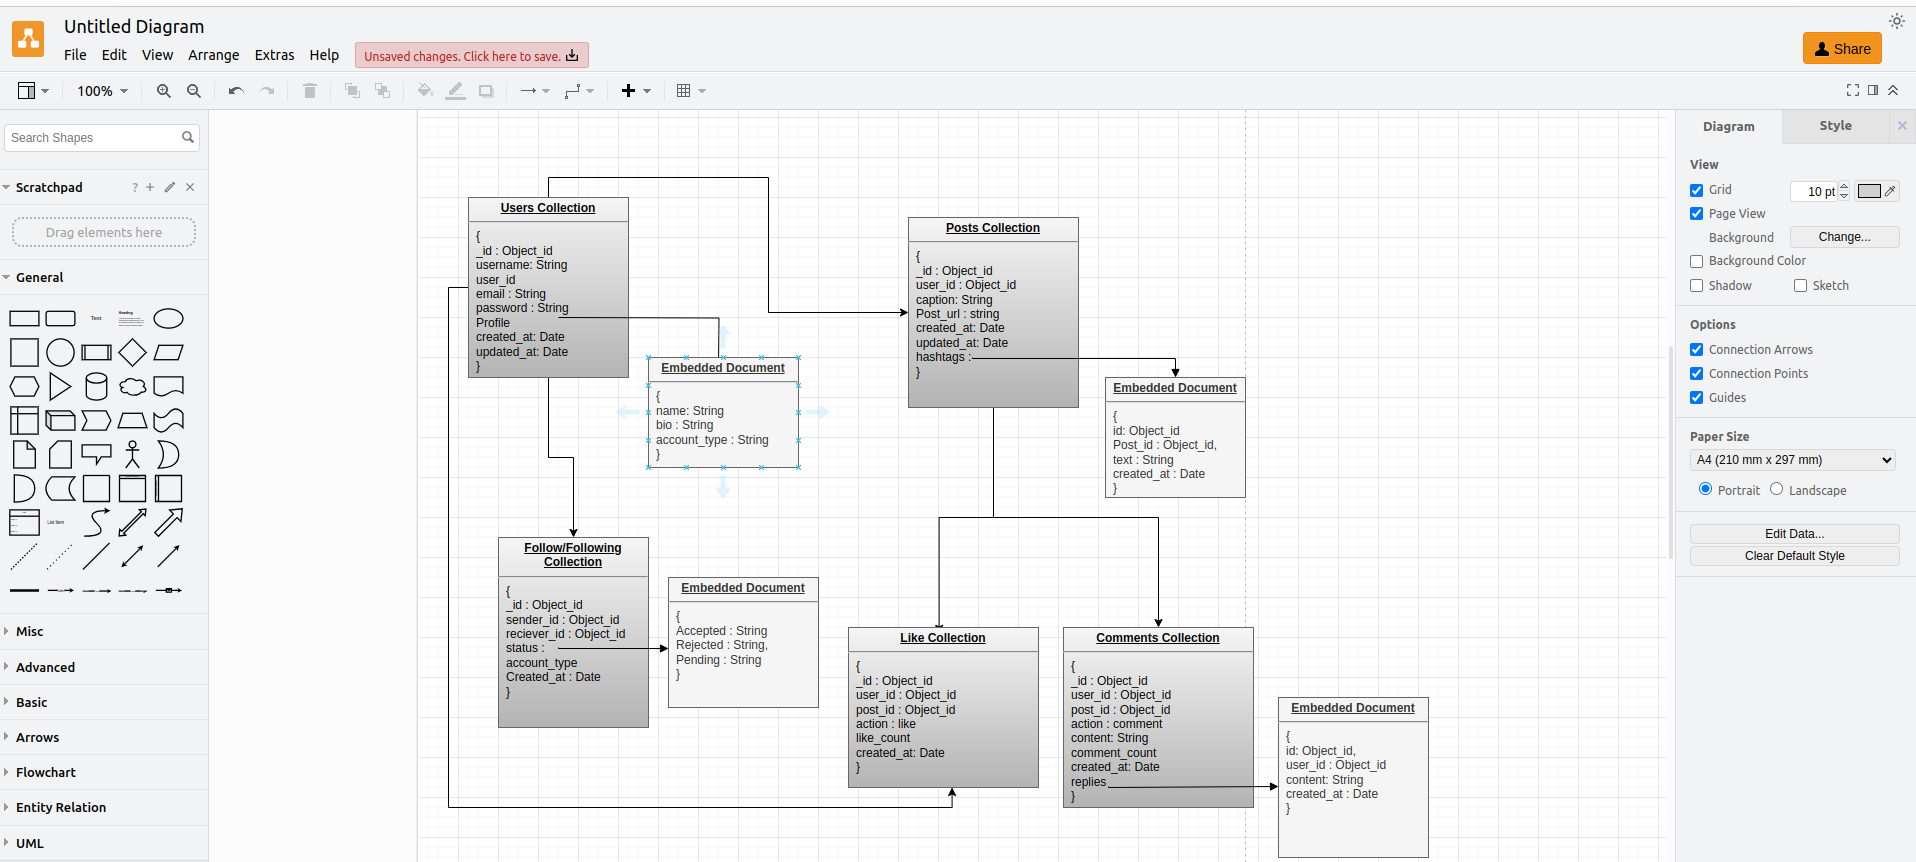 Untitled Diagram
File Edit View Arrange Extras Help Unsaved changes. Click here to save.
Share
100%
Search Shapes
Scratchpad ?
Drag elements here
General
Text
Heading
List Item
Misc
Advanced
Basic
Arrows
Flowchart
Entity Relation
UML
Users Collection
{
_id : Object_id
username: String
user_id
email : String
password : String
Profile
created_at: Date
updated_at: Date
}
Embedded Document
{
name: String
bio : String
account_type : String
}
Posts Collection
{
_id : Object_id
user_id : Object_id
caption: String
Post_url : string
created_at: Date
updated_at: Date
hashtags :
}
Embedded Document
{
id: Object_id
Post_id : Object_id,
text : String
created_at : Date
}
Follow/Following
Collection
{
_id : Object_id
sender_id : Object_id
reciever_id : Object_id
status :
account_type
Created_at : Date
}
Embedded Document
{
Accepted : String
Rejected : String,
Pending : String
}
Like Collection
{
_id : Object_id
user_id : Object_id
post_id : Object_id
action : like
like_count
created_at: Date
}
Comments Collection
{
_id : Object_id
user_id : Object_id
post_id : Object_id
action : comment
content: String
comment_count
created_at: Date
replies
}
Embedded Document
{
id: Object_id,
user_id : Object_id
content: String
created_at : Date
}
Diagram Style
View
Grid 10 pt
Page View
Background Change...
Background Color
Shadow Sketch
Options
Connection Arrows
Connection Points
Guides
Paper Size
A4 (210 mm x 297 mm)
Portrait Landscape
Edit Data...
Clear Default Style